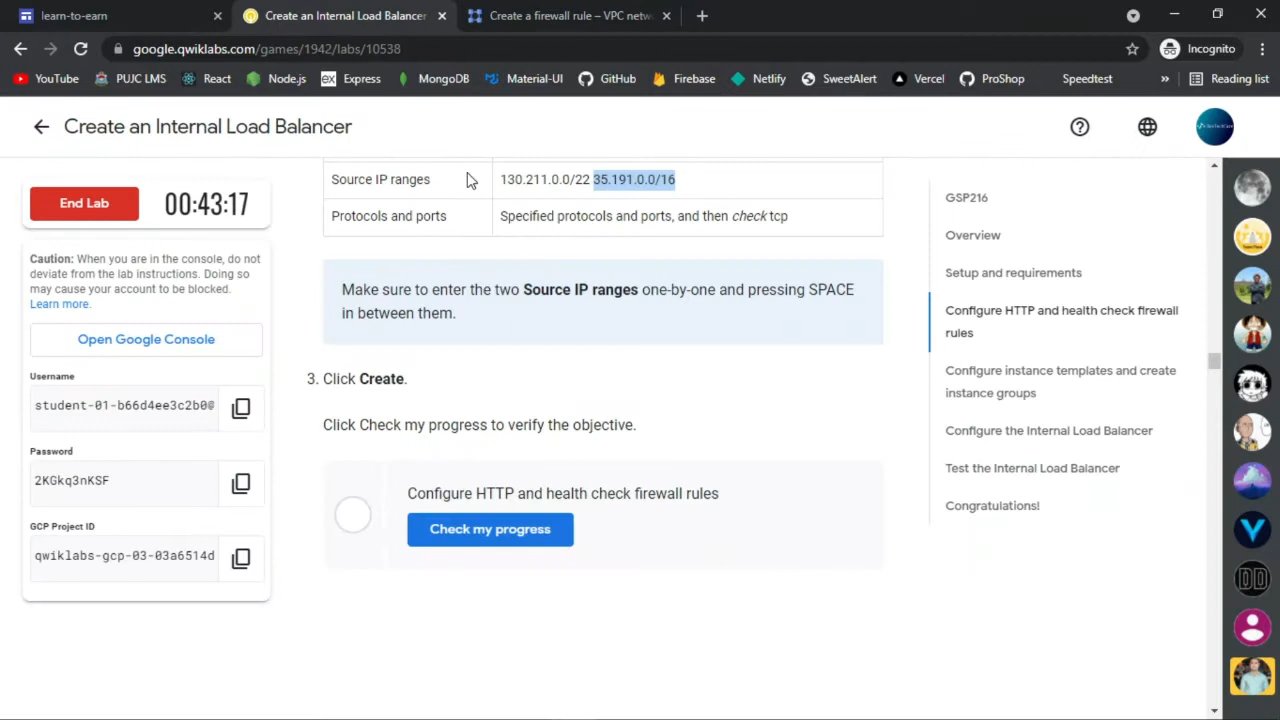 learn-to-earn
Create an Internal Load Balancer
Create a firewall rule – VPC netw
google.qwiklabs.com/games/1942/labs/10538
Incognito
YouTube
PUJC LMS
React
Node.js
ex Express
MongoDB
Material-UI
GitHub
Firebase
Netlify
SweetAlert
Vercel
ProShop
Speedtest
»
Reading list
Create an Internal Load Balancer
End Lab
00:43:17
Caution: When you are in the console, do not
deviate from the lab instructions. Doing so
may cause your account to be blocked.
Learn more.
Open Google Console
Username
student-01-b66d4ee3c2b0@
Password
2KGkq3nKSF
GCP Project ID
qwiklabs-gcp-03-03a6514d
Source IP ranges
130.211.0.0/22 35.191.0.0/16
Protocols and ports
Specified protocols and ports, and then check tcp
Make sure to enter the two Source IP ranges one-by-one and pressing SPACE
in between them.
3. Click Create.
Click Check my progress to verify the objective.
Configure HTTP and health check firewall rules
Check my progress
GSP216
Overview
Setup and requirements
Configure HTTP and health check firewall
rules
Configure instance templates and create
instance groups
Configure the Internal Load Balancer
Test the Internal Load Balancer
Congratulations!